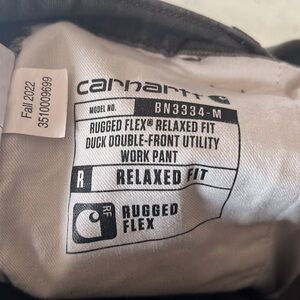 Fall 2022
3510009699
carhartt
MODEL NO.
BN3334-M
RUGGED FLEX® RELAXED FIT
DUCK DOUBLE-FRONT UTILITY
WORK PANT
R RELAXED FIT
RF
RUGGED
FLEX